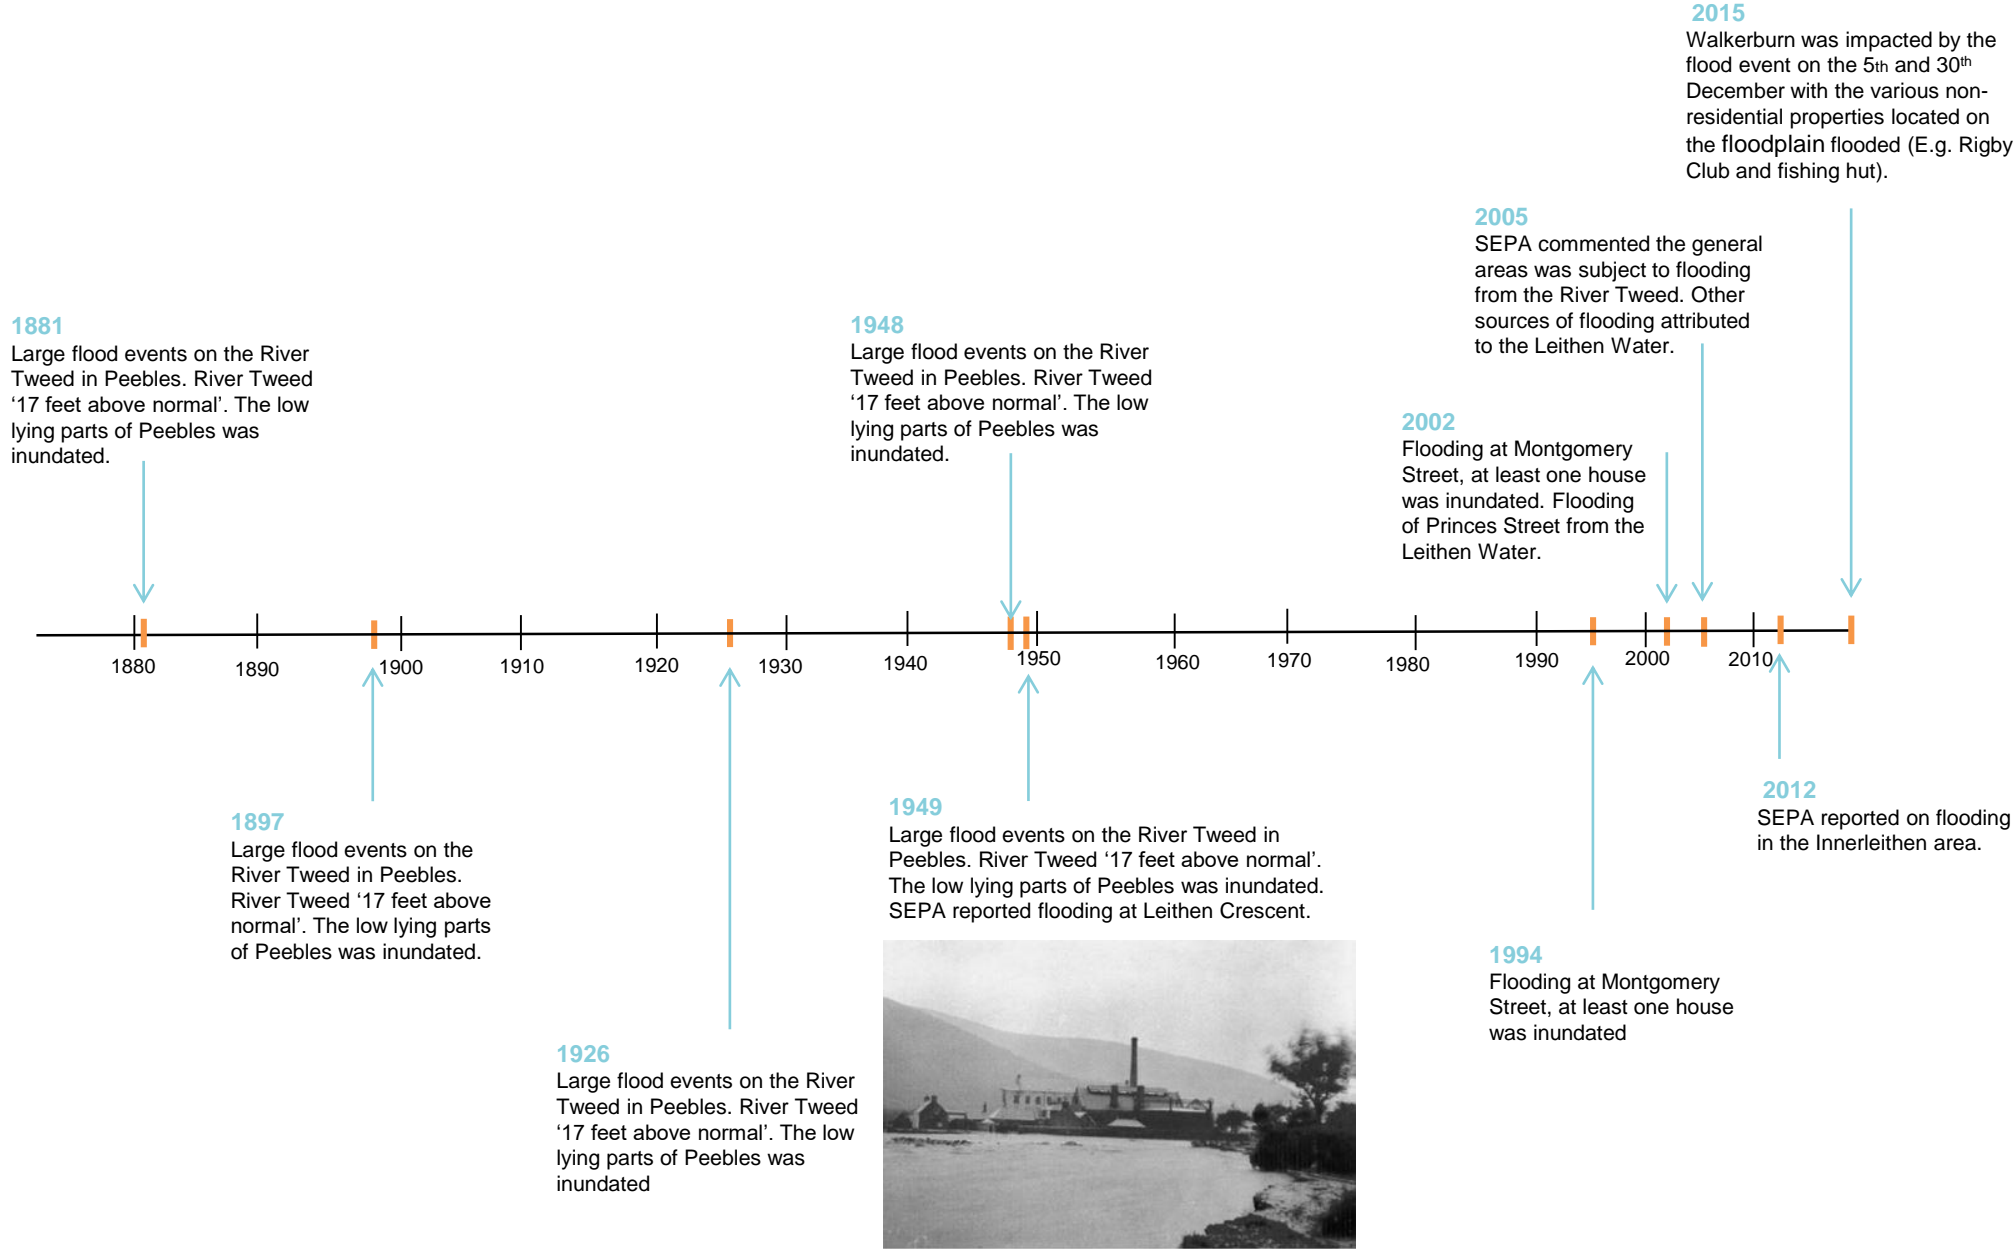 2015
Walkerburn was impacted by the
flood event on the 5th and 30th
December with the various non-
residential properties located on
the floodplain flooded (E.g. Rigby
Club and fishing hut).
2005
SEPA commented the general
areas was subject to flooding
from the River Tweed. Other
sources of flooding attributed
to the Leithen Water.
1881
Large flood events on the River
Tweed in Peebles. River Tweed
‘17 feet above normal’. The low
lying parts of Peebles was
inundated.
1948
Large flood events on the River
Tweed in Peebles. River Tweed
‘17 feet above normal’. The low
lying parts of Peebles was
inundated.
2002
Flooding at Montgomery
Street, at least one house
was inundated. Flooding
of Princes Street from the
Leithen Water.
1880 1890 1900 1910 1920 1930 1940 1950 1960 1970 1980 1990 2000 2010
1897
Large flood events on the
River Tweed in Peebles.
River Tweed ‘17 feet above
normal’. The low lying parts
of Peebles was inundated.
1949
Large flood events on the River Tweed in
Peebles. River Tweed ‘17 feet above normal’.
The low lying parts of Peebles was inundated.
SEPA reported flooding at Leithen Crescent.
2012
SEPA reported on flooding
in the Innerleithen area.
1994
Flooding at Montgomery
Street, at least one house
was inundated
1926
Large flood events on the River
Tweed in Peebles. River Tweed
‘17 feet above normal’. The low
lying parts of Peebles was
inundated